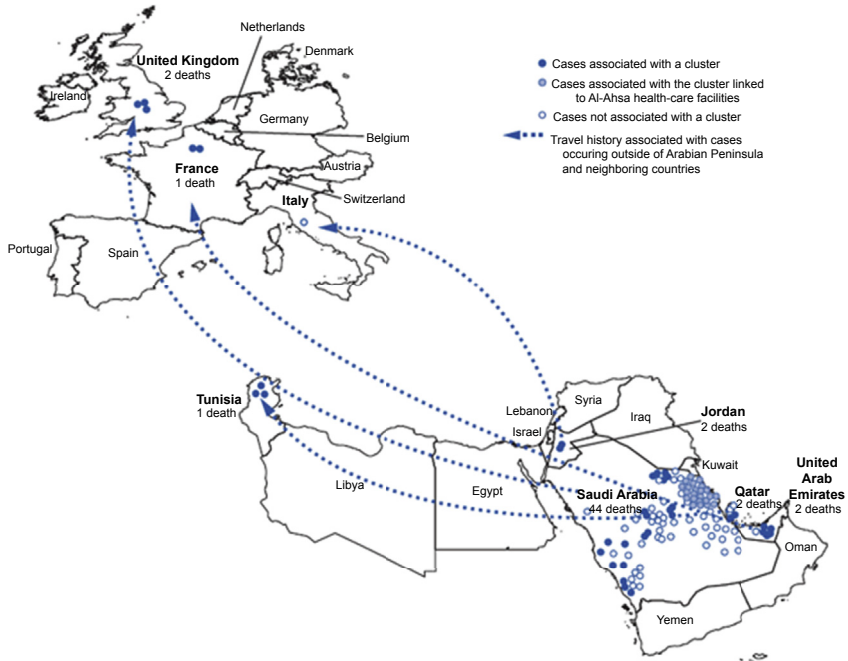 Netherlands
United Kingdom
2 deaths
Denmark
Ireland
Germany
Belgium
France
1 death
Austria
Switzerland
Italy
Portugal
Spain
Cases associated with a cluster
Cases associated with the cluster linked
to Al-Ahsa health-care facilities
Cases not associated with a cluster
Travel history associated with cases
occuring outside of Arabian Peninsula
and neighboring countries
Tunisia
1 death
Lebanon
Syria
Israel
Iraq
Jordan
2 deaths
Kuwait
Libya
Egypt
Saudi Arabia
44 deaths
Qatar
2 deaths
United
Arab
Emirates
2 deaths
Oman
Yemen